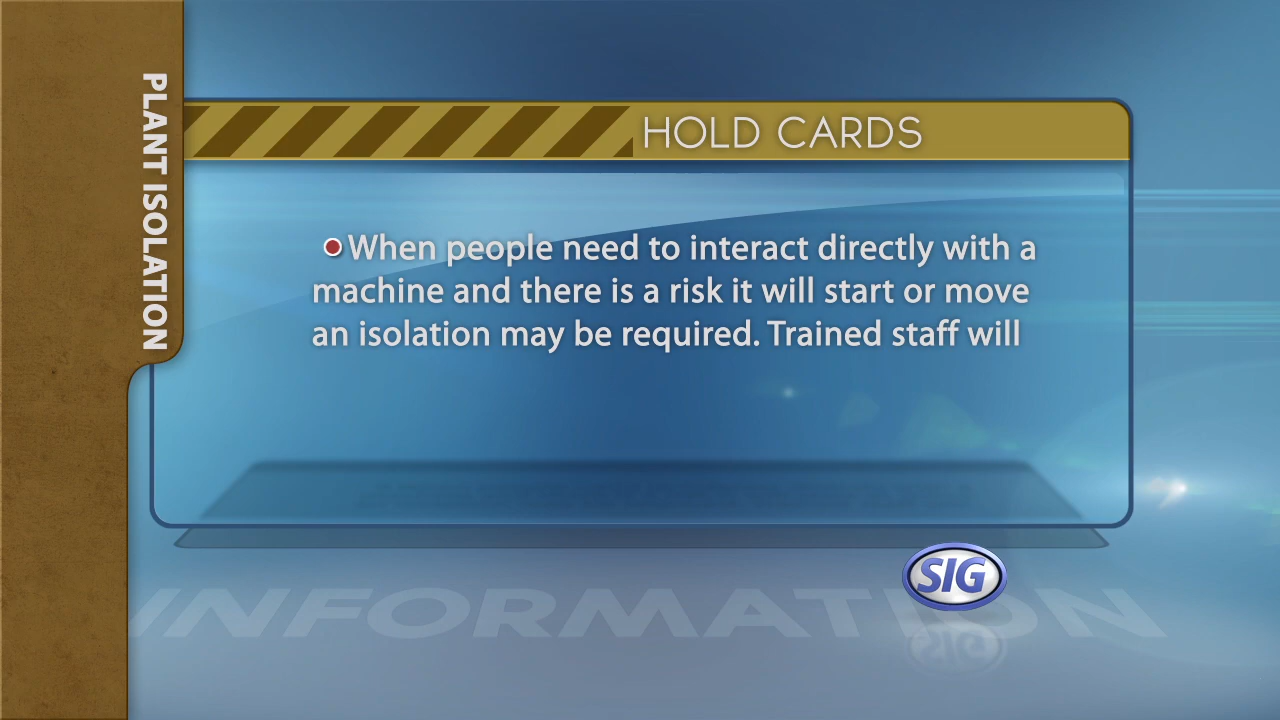 PLANT ISOLATION
HOLD CARDS
When people need to interact directly with a
machine and there is a risk it will start or move
an isolation may be required. Trained staff will
SIG
INFORMATION